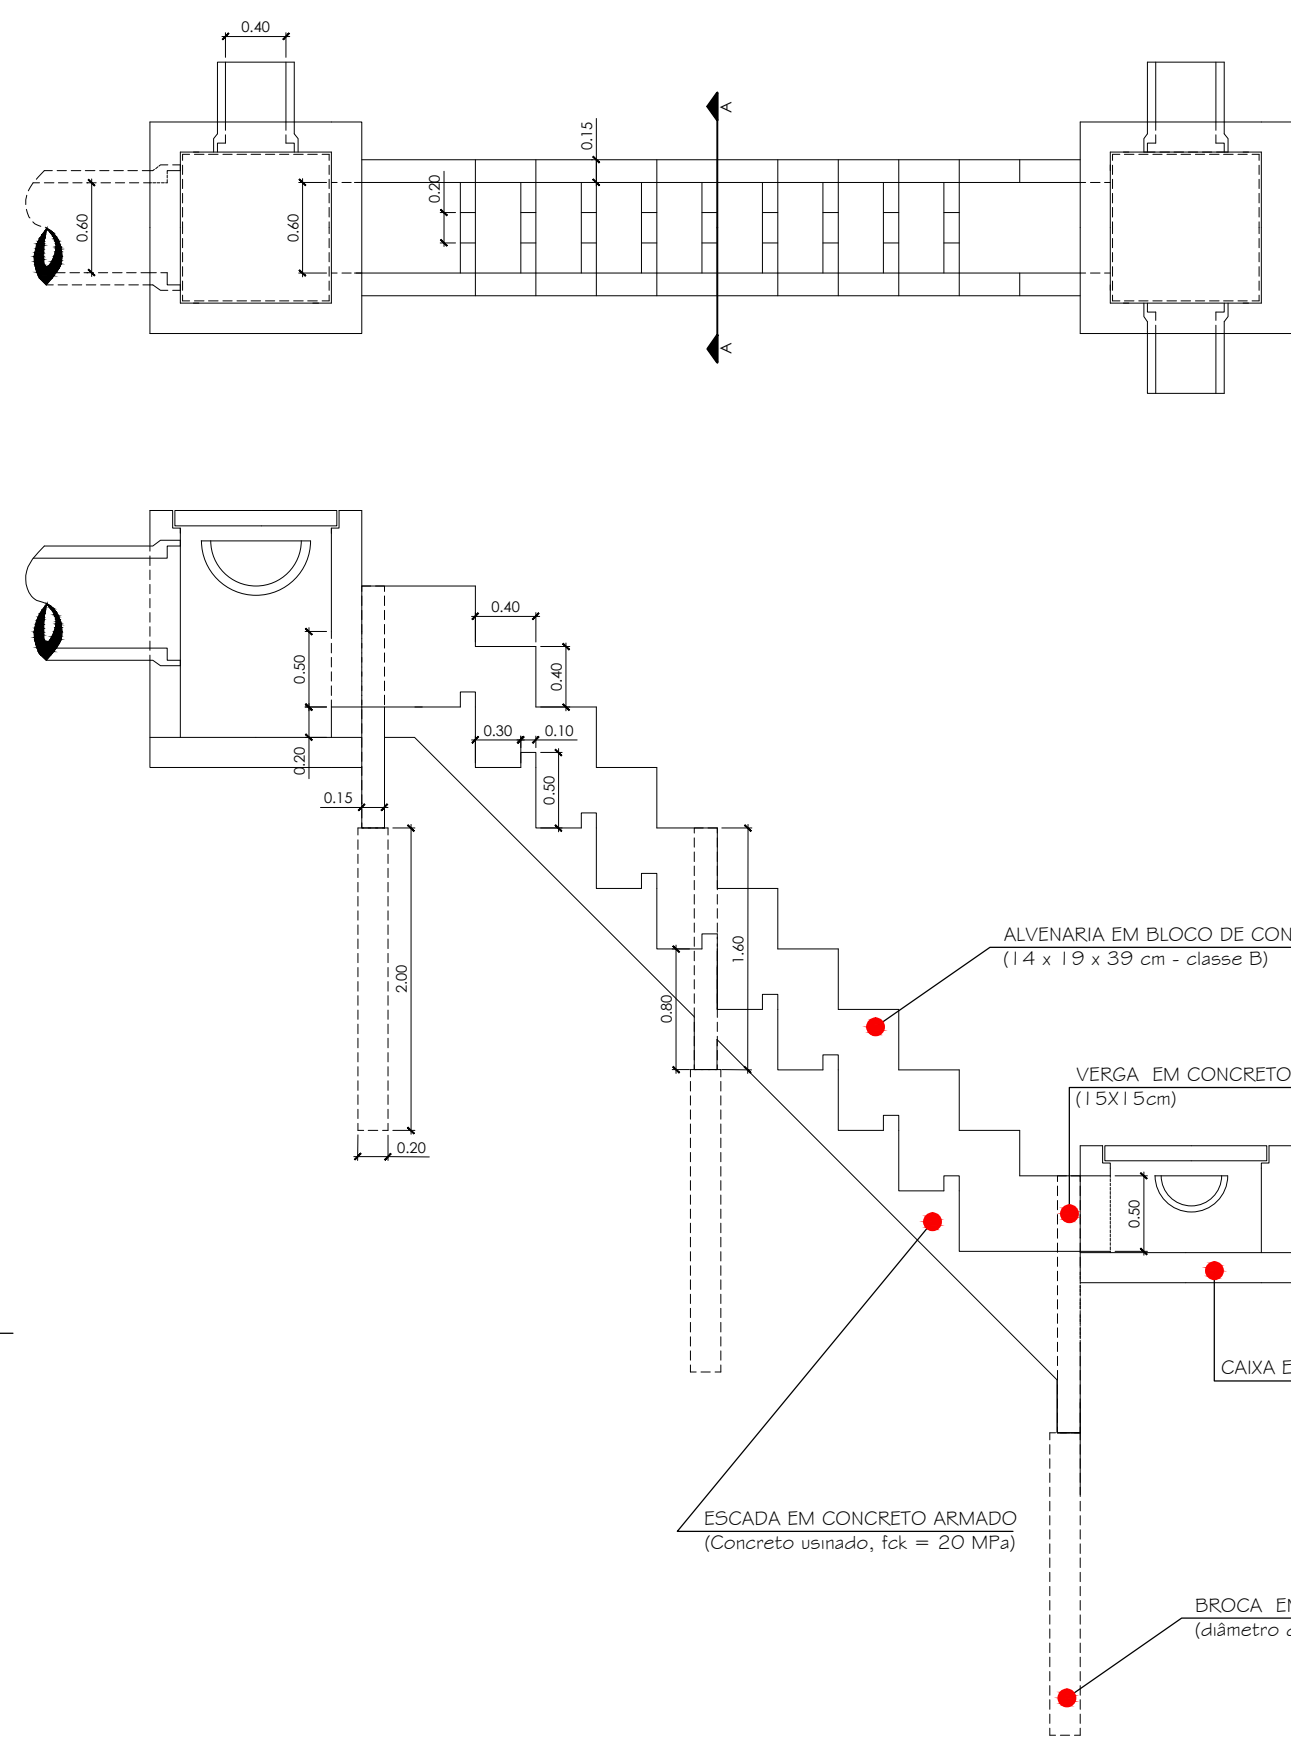 0.40
A
0.15
0.20
0.60
0.60
A
0.40
0.50
0.40
0.30
0.10
0.20
0.50
0.15
ALVENARIA EM BLOCO DE CON
(14 x 19 x 39 cm - classe B)
1.60
2.00
0.80
VERGA EM CONCRETO
(15X15cm)
0.20
0.50
CAIXA E
ESCADA EM CONCRETO ARMADO
(Concreto usinado, fck = 20 MPa)
BROCA EM
(diâmetro d